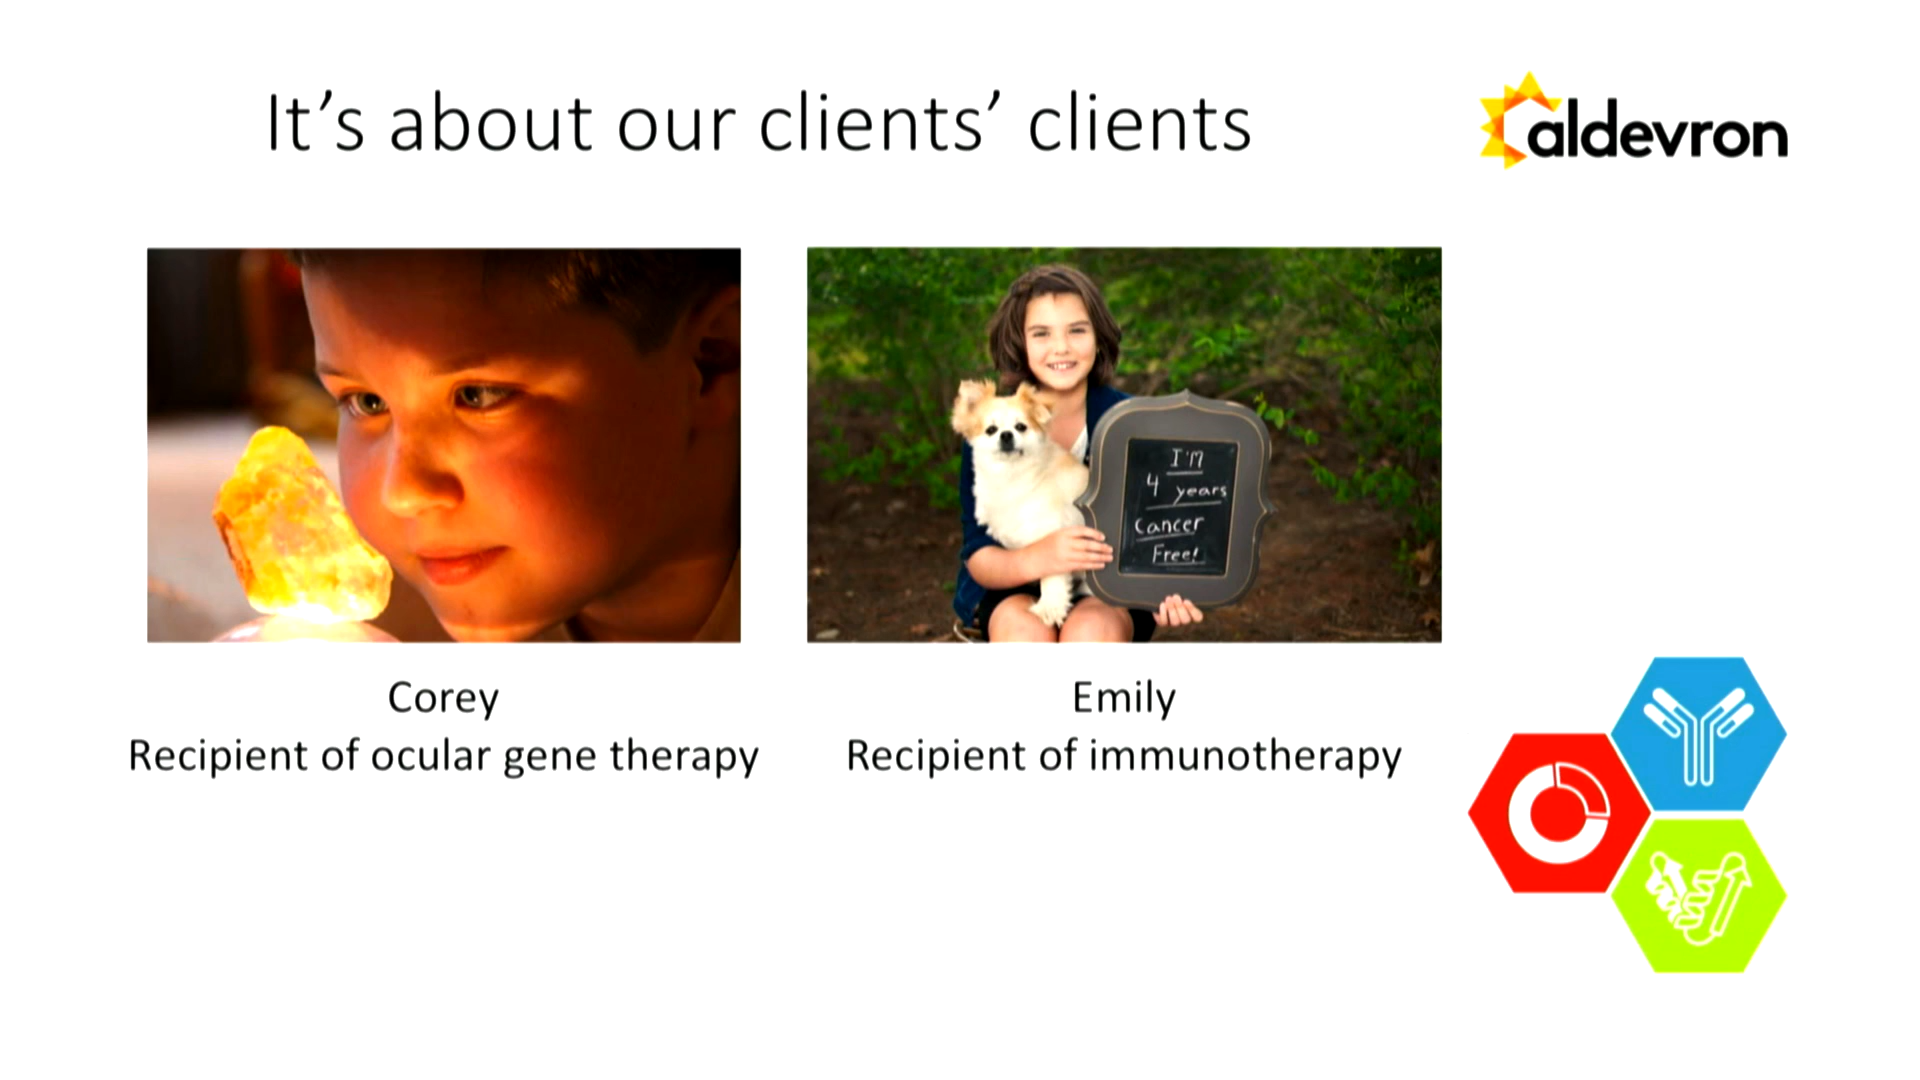 It's about our clients' clients
aldevron
I'm
4 years
Cancer
Free!
Corey
Recipient of ocular gene therapy
Emily
Recipient of immunotherapy